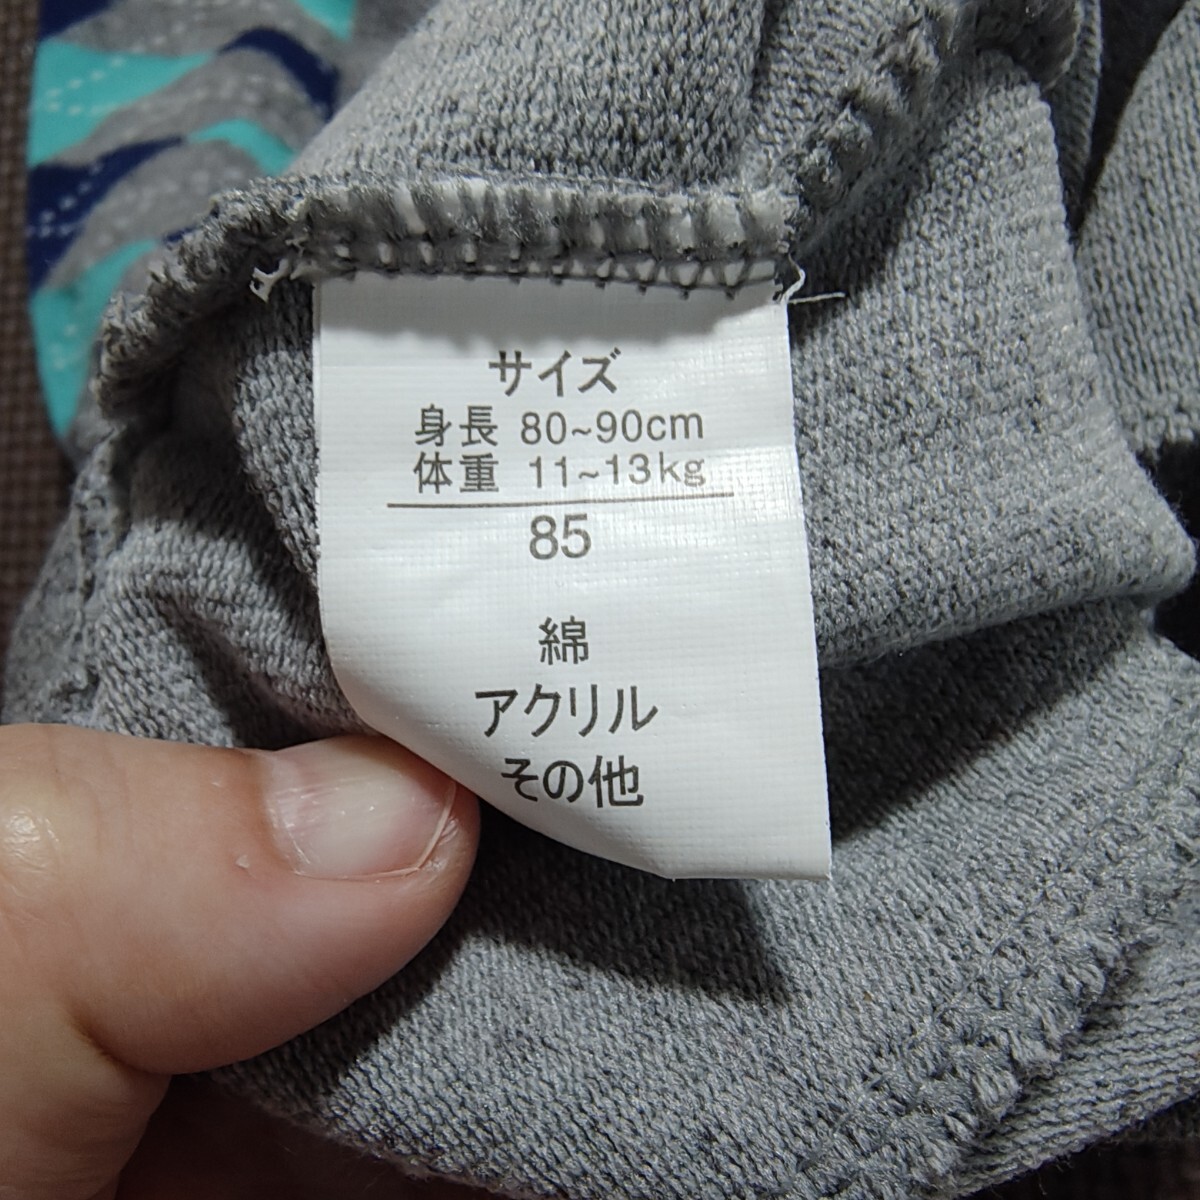 サイズ
身長 80~90cm
体重 11~13kg
85
綿
アクリル
その他